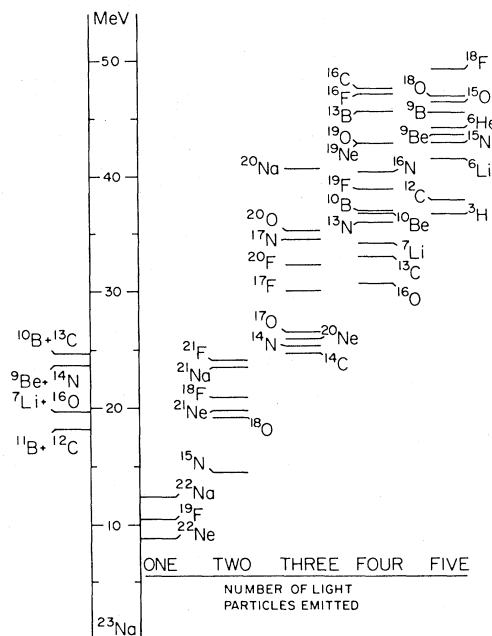 MeV
50
40
30
20
10
¹⁰B+¹³C
⁹Be+¹⁴N
⁷Li+¹⁶O
¹¹B+¹²C
²³Na
²²Na
¹⁹F
²²Ne
²¹F
²¹Na
¹⁸F
²¹Ne
¹⁸O
¹⁵N
²⁰Na
²⁰O
¹⁷N
²⁰F
¹⁷F
¹⁷O
²⁰Ne
¹⁴N
¹⁴C
¹⁶C
¹⁶F
¹³B
¹⁹O
¹⁹Ne
¹⁶N
¹⁹F
¹⁰B
¹⁰Be
¹³N
⁷Li
¹³C
¹⁶O
¹⁸F
¹⁸O
¹⁵O
⁹B
⁶He
⁹Be
¹⁵N
⁶Li
¹²C
³H
ONE TWO THREE FOUR FIVE
NUMBER OF LIGHT
PARTICLES EMITTED